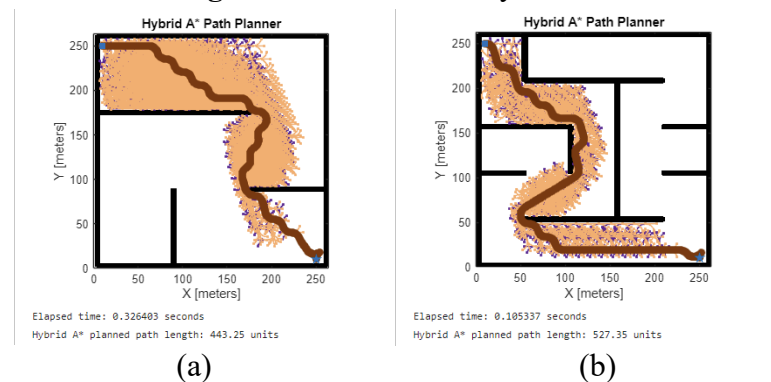 Hybrid A* Path Planner
250
200
150
100
50
0
Y [meters]
0
50
100
150
200
250
X [meters]
Elapsed time: 0.326403 seconds
Hybrid A* planned path length: 443.25 units
(a)
Hybrid A* Path Planner
250
200
150
100
50
0
Y [meters]
0
50
100
150
200
250
X [meters]
Elapsed time: 0.105337 seconds
Hybrid A* planned path length: 527.35 units
(b)